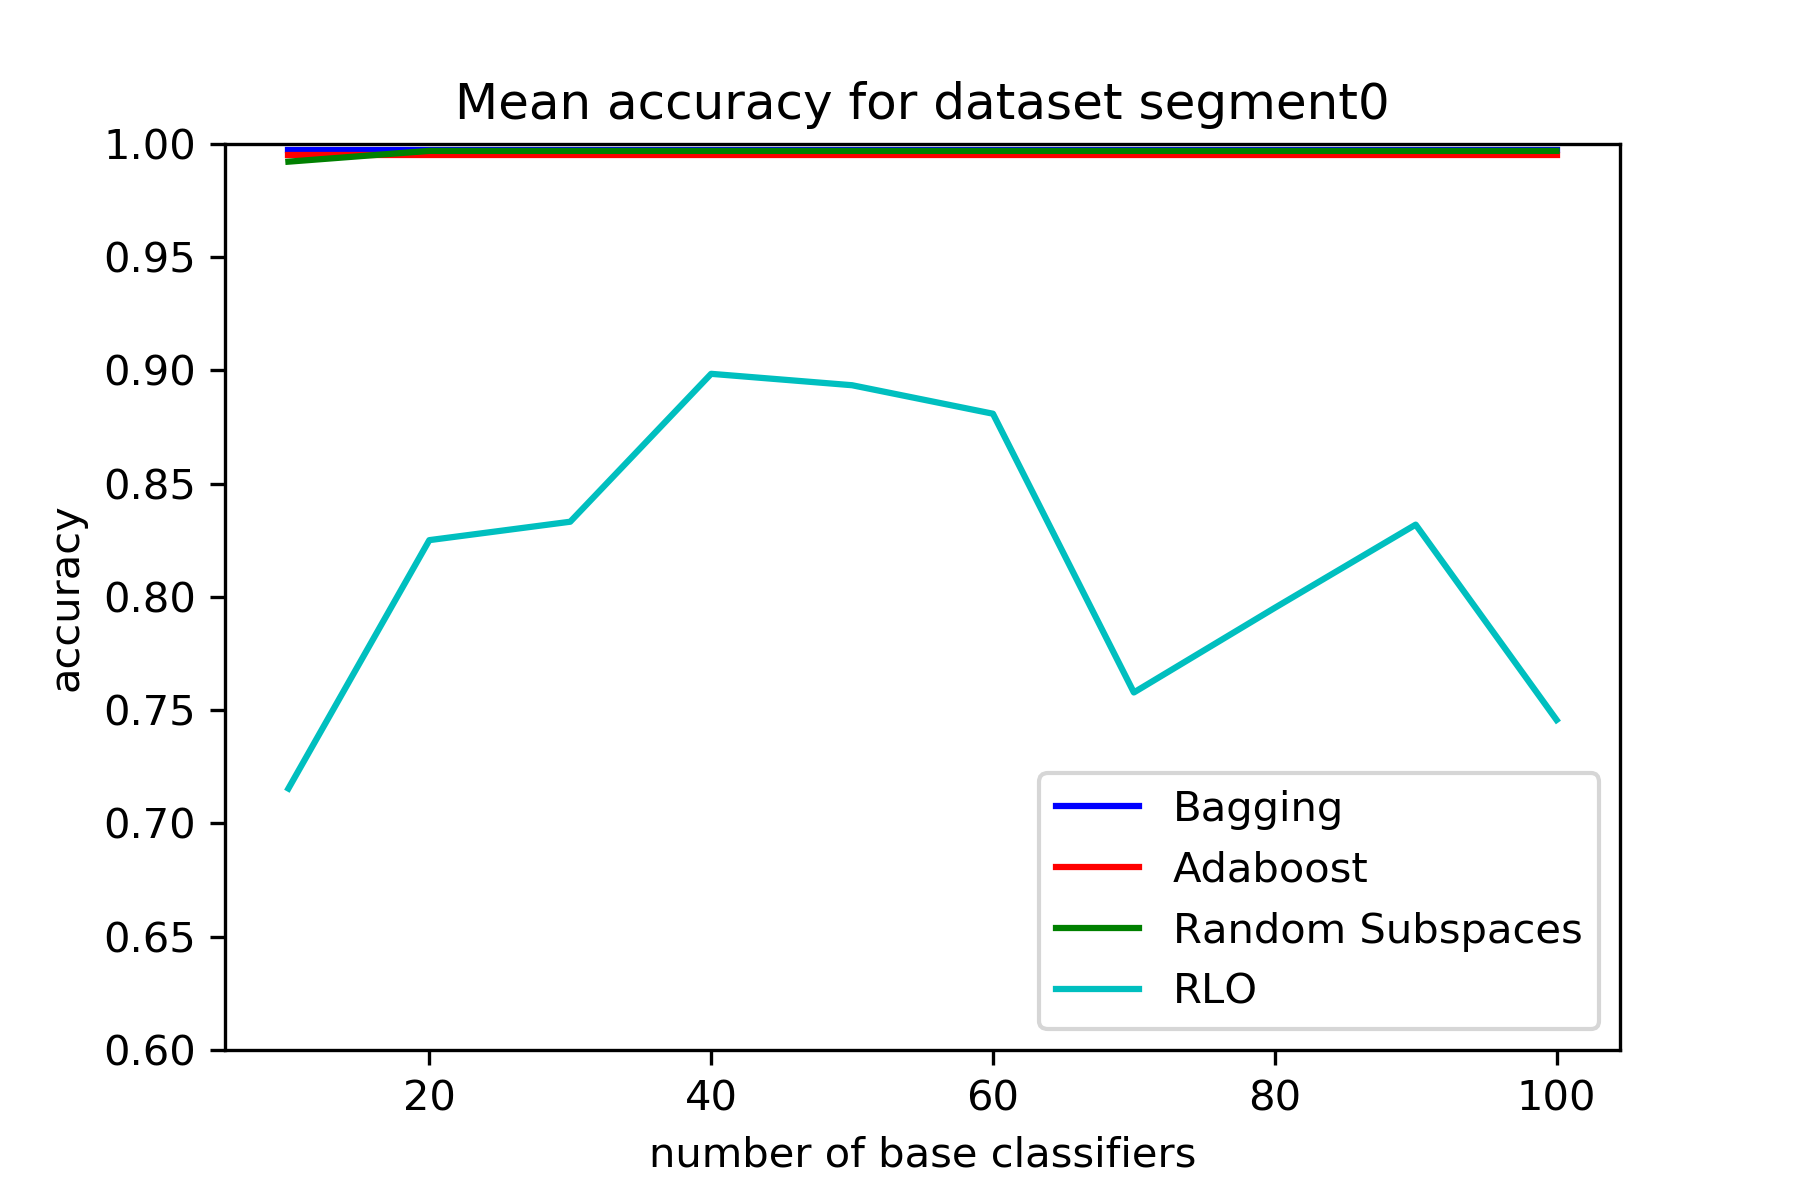 Mean accuracy for dataset segment0
1.00
0.95
0.90
0.85
0.80
0.75
0.70
0.65
0.60
accuracy
Bagging
Adaboost
Random Subspaces
RLO
20 40 60 80 100
number of base classifiers